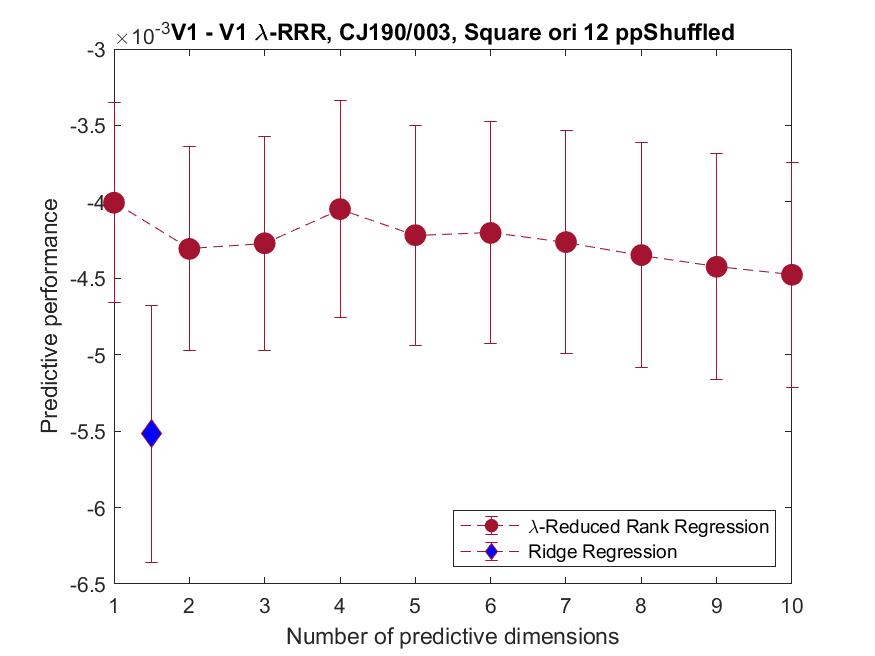 ×10-3
V1 - V1 λ-RRR, CJ190/003, Square ori 12 ppShuffled
-3
-3.5
-4
-4.5
-5
-5.5
-6
-6.5
Predictive performance
1 2 3 4 5 6 7 8 9 10
Number of predictive dimensions
λ-Reduced Rank Regression
Ridge Regression